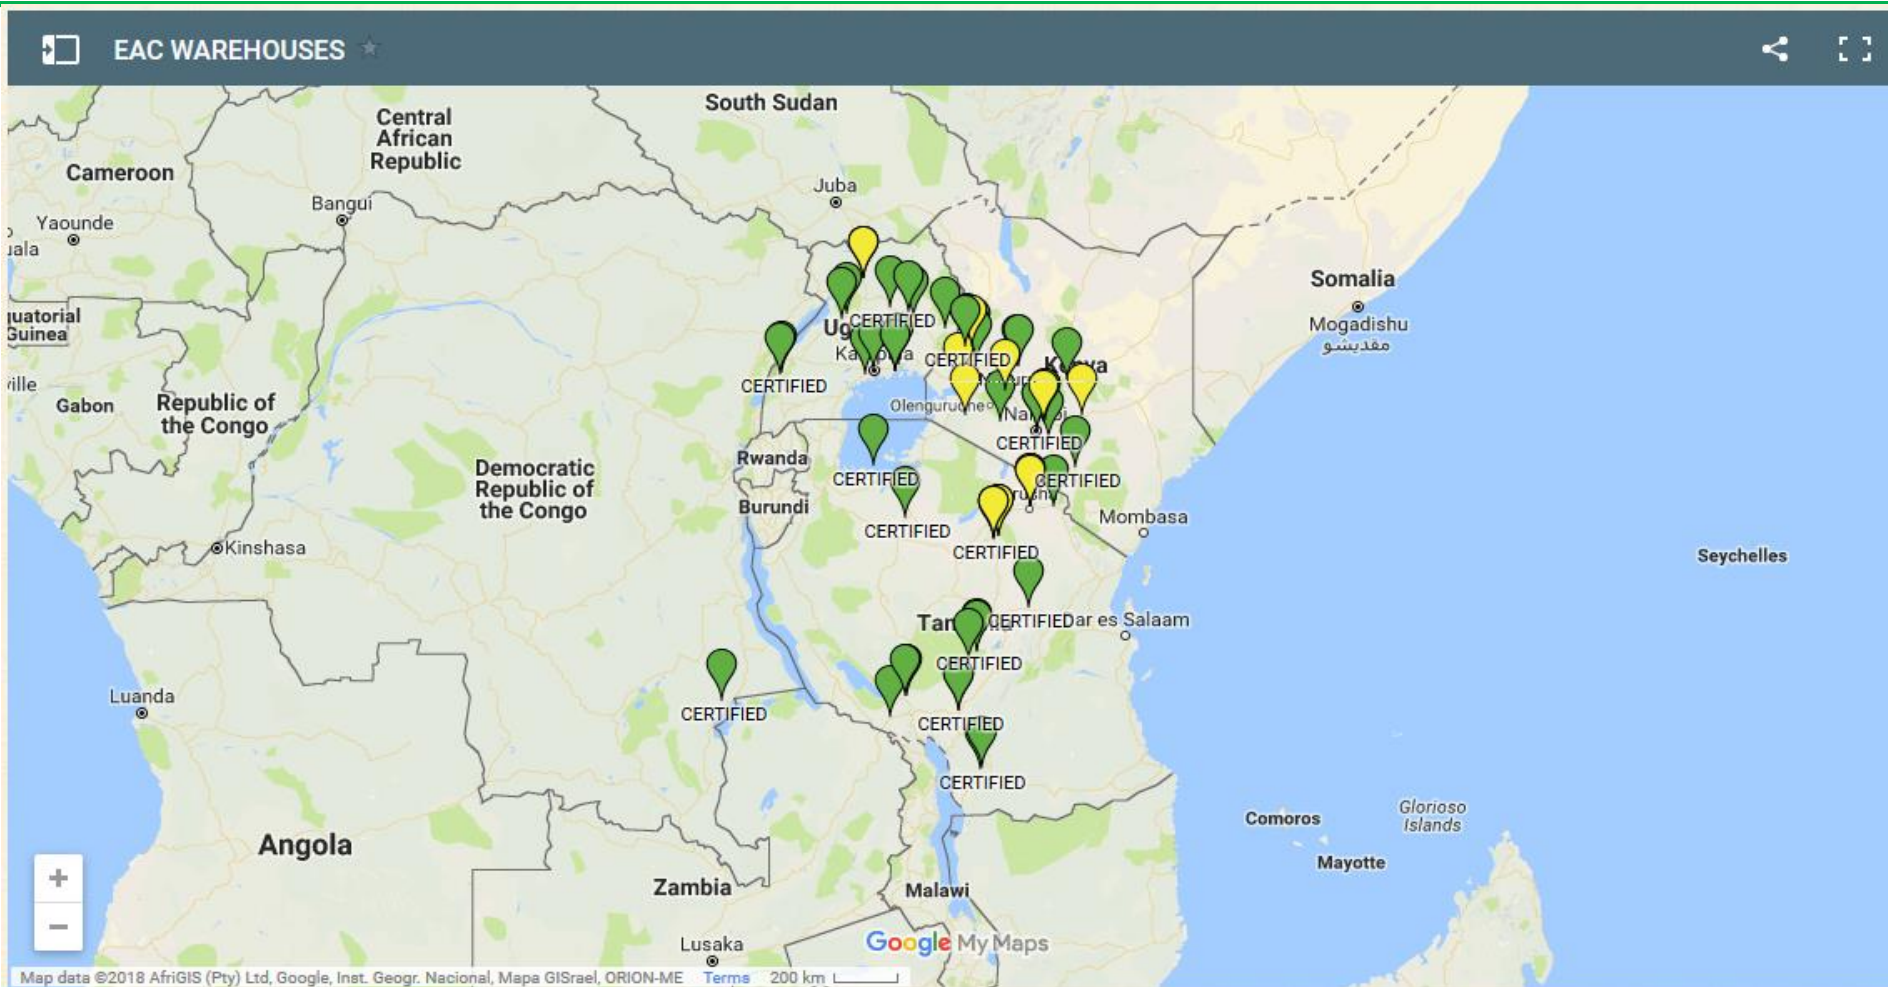 EAC WAREHOUSES
South Sudan
Central
African
Republic
Cameroon
Juba
Bangui
Yaounde
uala
Somalia
Mogadishu
مقديشو
quatorial
Guinea
Ug
CERTIFIED
CERTIFIED
Gabon
Republic of
the Congo
CERTIFIED
Olenguruone
CERTIFIED
Rwanda
Democratic
Republic of
the Congo
CERTIFIED
CERTIFIED
Burundi
Mombasa
CERTIFIED
Kinshasa
CERTIFIED
Seychelles
Tan
CERTIFIED
Dar es Salaam
CERTIFIED
Luanda
CERTIFIED
CERTIFIED
CERTIFIED
Glorioso
Islands
Comoros
Angola
Mayotte
Zambia
Malawi
Lusaka
Google My Maps
Map data ©2018 AfriGIS (Pty) Ltd, Google, Inst. Geogr. Nacional, Mapa GISrael, ORION-ME Terms 200 km